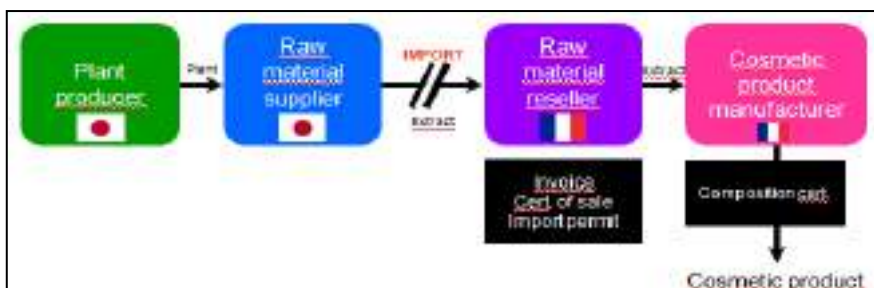 Plant
producer
Plant
Raw
material
supplier
IMPORT
Extract
Raw
material
reseller
Extract
Cosmetic
product
manufacturer
Invoice
Cert. of sale
Import permit
Composition cert.
Cosmetic product